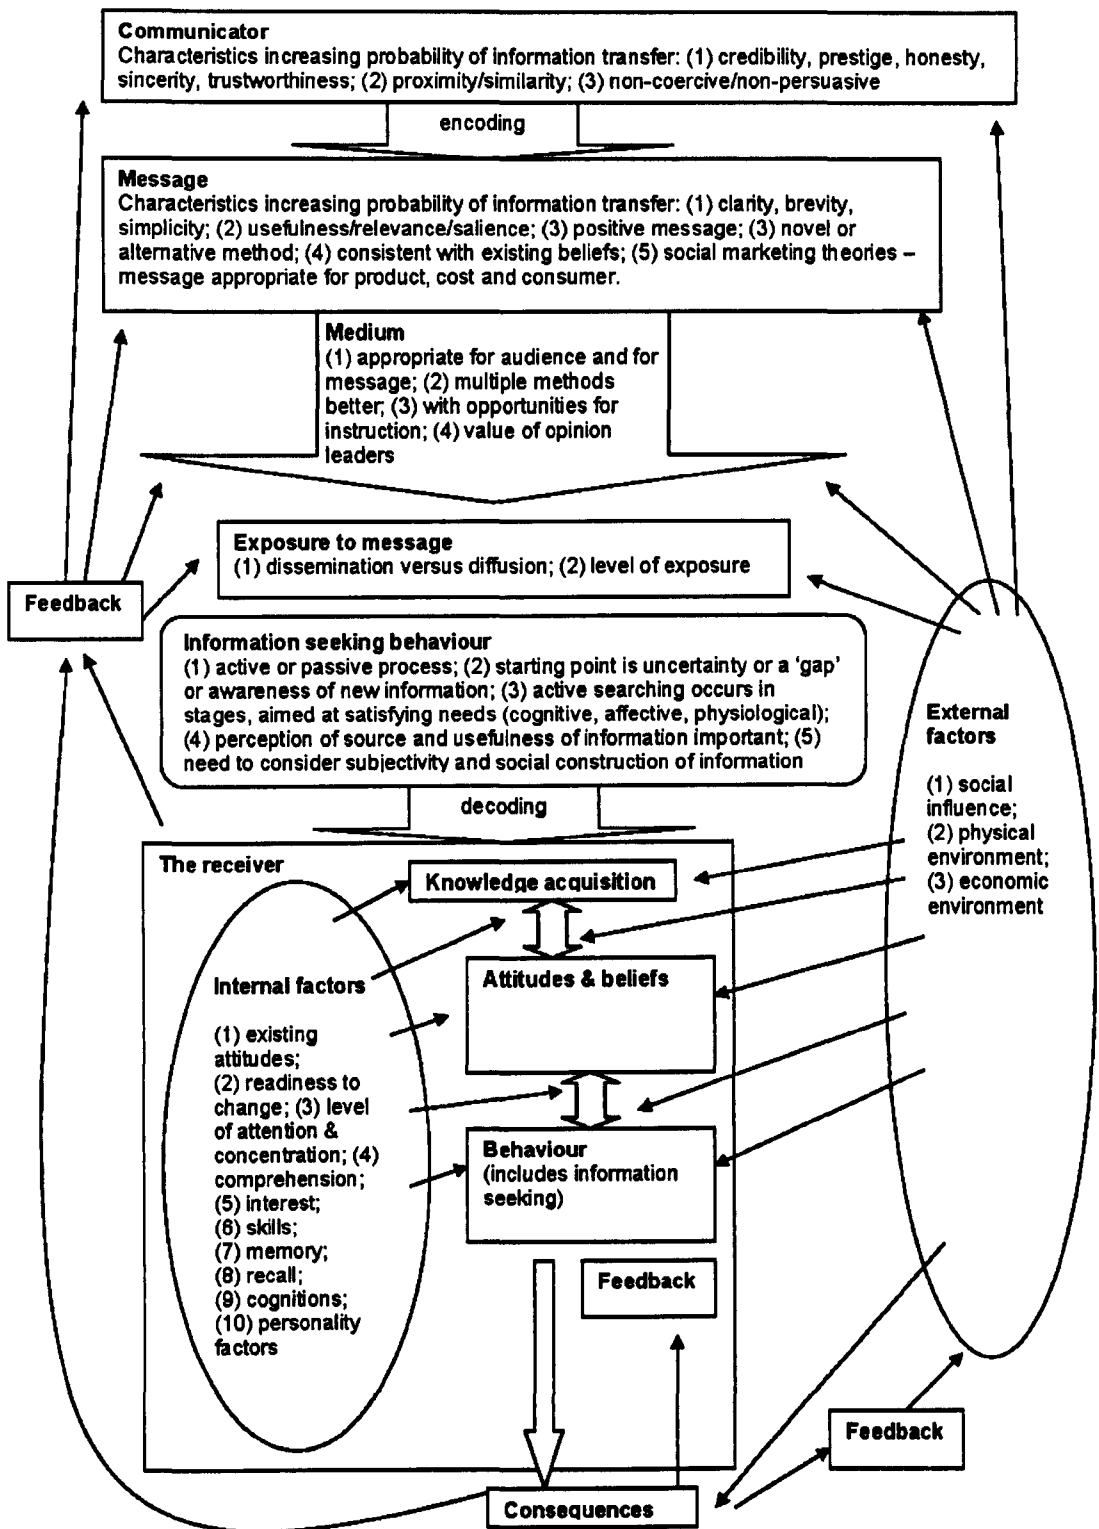 Communicator
Characteristics increasing probability of information transfer: (1) credibility, prestige, honesty,
sincerity, trustworthiness; (2) proximity/similarity; (3) non-coercive/non-persuasive
encoding
Message
Characteristics increasing probability of information transfer: (1) clarity, brevity,
simplicity; (2) usefulness/relevance/salience; (3) positive message; (3) novel or
alternative method; (4) consistent with existing beliefs; (5) social marketing theories –
message appropriate for product, cost and consumer.
Medium
(1) appropriate for audience and for
message; (2) multiple methods
better; (3) with opportunities for
instruction; (4) value of opinion
leaders
Exposure to message
(1) dissemination versus diffusion; (2) level of exposure
Feedback
Information seeking behaviour
(1) active or passive process; (2) starting point is uncertainty or a ‘gap’
or awareness of new information; (3) active searching occurs in
stages, aimed at satisfying needs (cognitive, affective, physiological);
(4) perception of source and usefulness of information important; (5)
need to consider subjectivity and social construction of information
External
factors
(1) social
influence;
(2) physical
environment;
(3) economic
environment
decoding
The receiver
Knowledge acquisition
Internal factors
(1) existing
attitudes;
(2) readiness to
change; (3) level
of attention &
concentration; (4)
comprehension;
(5) interest;
(6) skills;
(7) memory;
(8) recall;
(9) cognitions;
(10) personality
factors
Attitudes & beliefs
Behaviour
(includes information
seeking)
Feedback
Feedback
Consequences